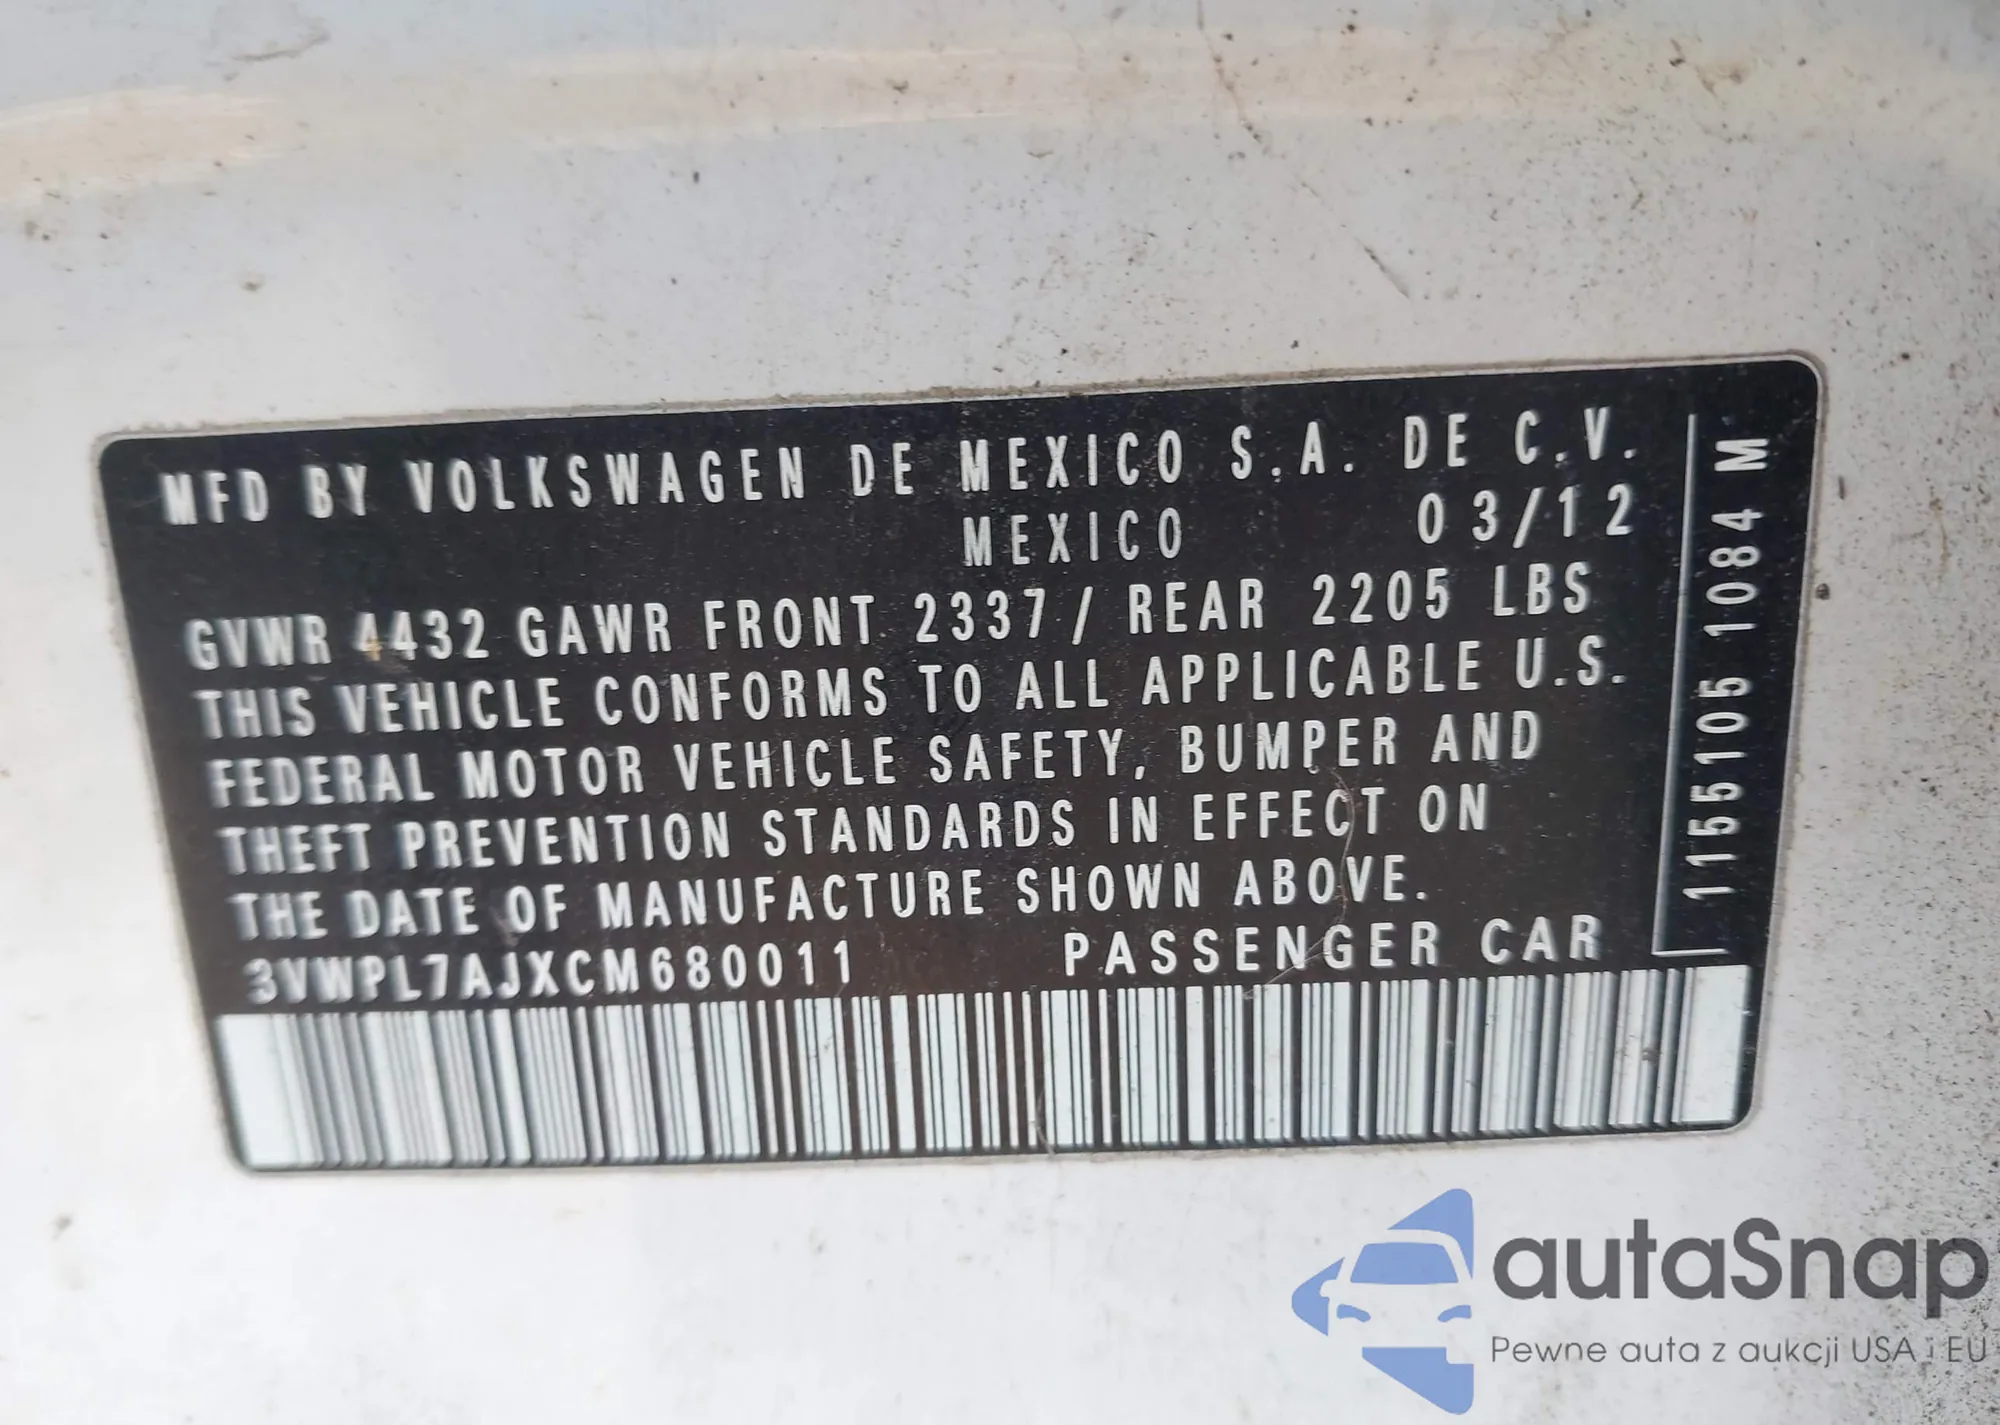 MFD BY VOLKSWAGEN DE MEXICO S.A. DE C.V.
MEXICO 03/12
GVWR 4432 GAWR FRONT 2337/ REAR 2205 LBS
THIS VEHICLE CONFORMS TO ALL APPLICABLE U.S.
FEDERAL MOTOR VEHICLE SAFETY, BUMPER AND
THEFT PREVENTION STANDARDS IN EFFECT ON
THE DATE OF MANUFACTURE SHOWN ABOVE.
3VWPL7AJXCM680011 PASSENGER CAR
1155105 1084 M
autaSnap
Pewne auta z aukcji USA i EU